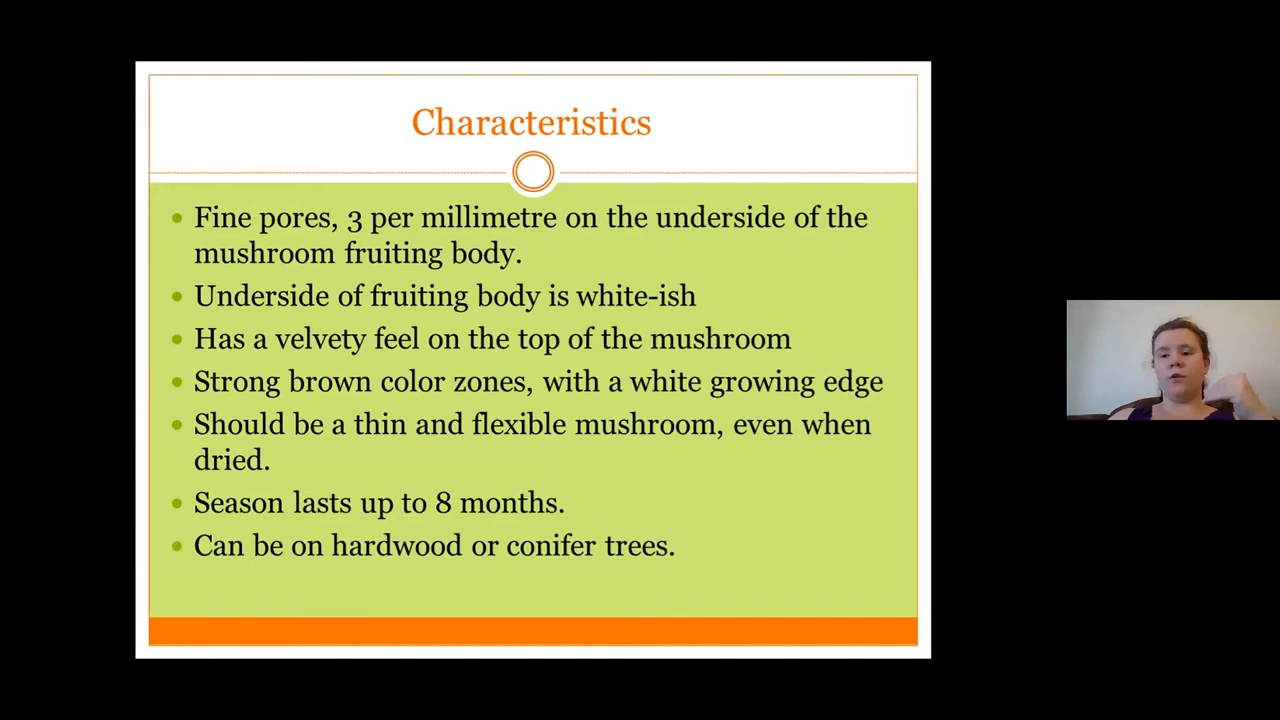 Characteristics
Fine pores, 3 per millimetre on the underside of the
mushroom fruiting body.
Underside of fruiting body is white-ish
Has a velvety feel on the top of the mushroom
Strong brown color zones, with a white growing edge
Should be a thin and flexible mushroom, even when
dried.
Season lasts up to 8 months.
Can be on hardwood or conifer trees.